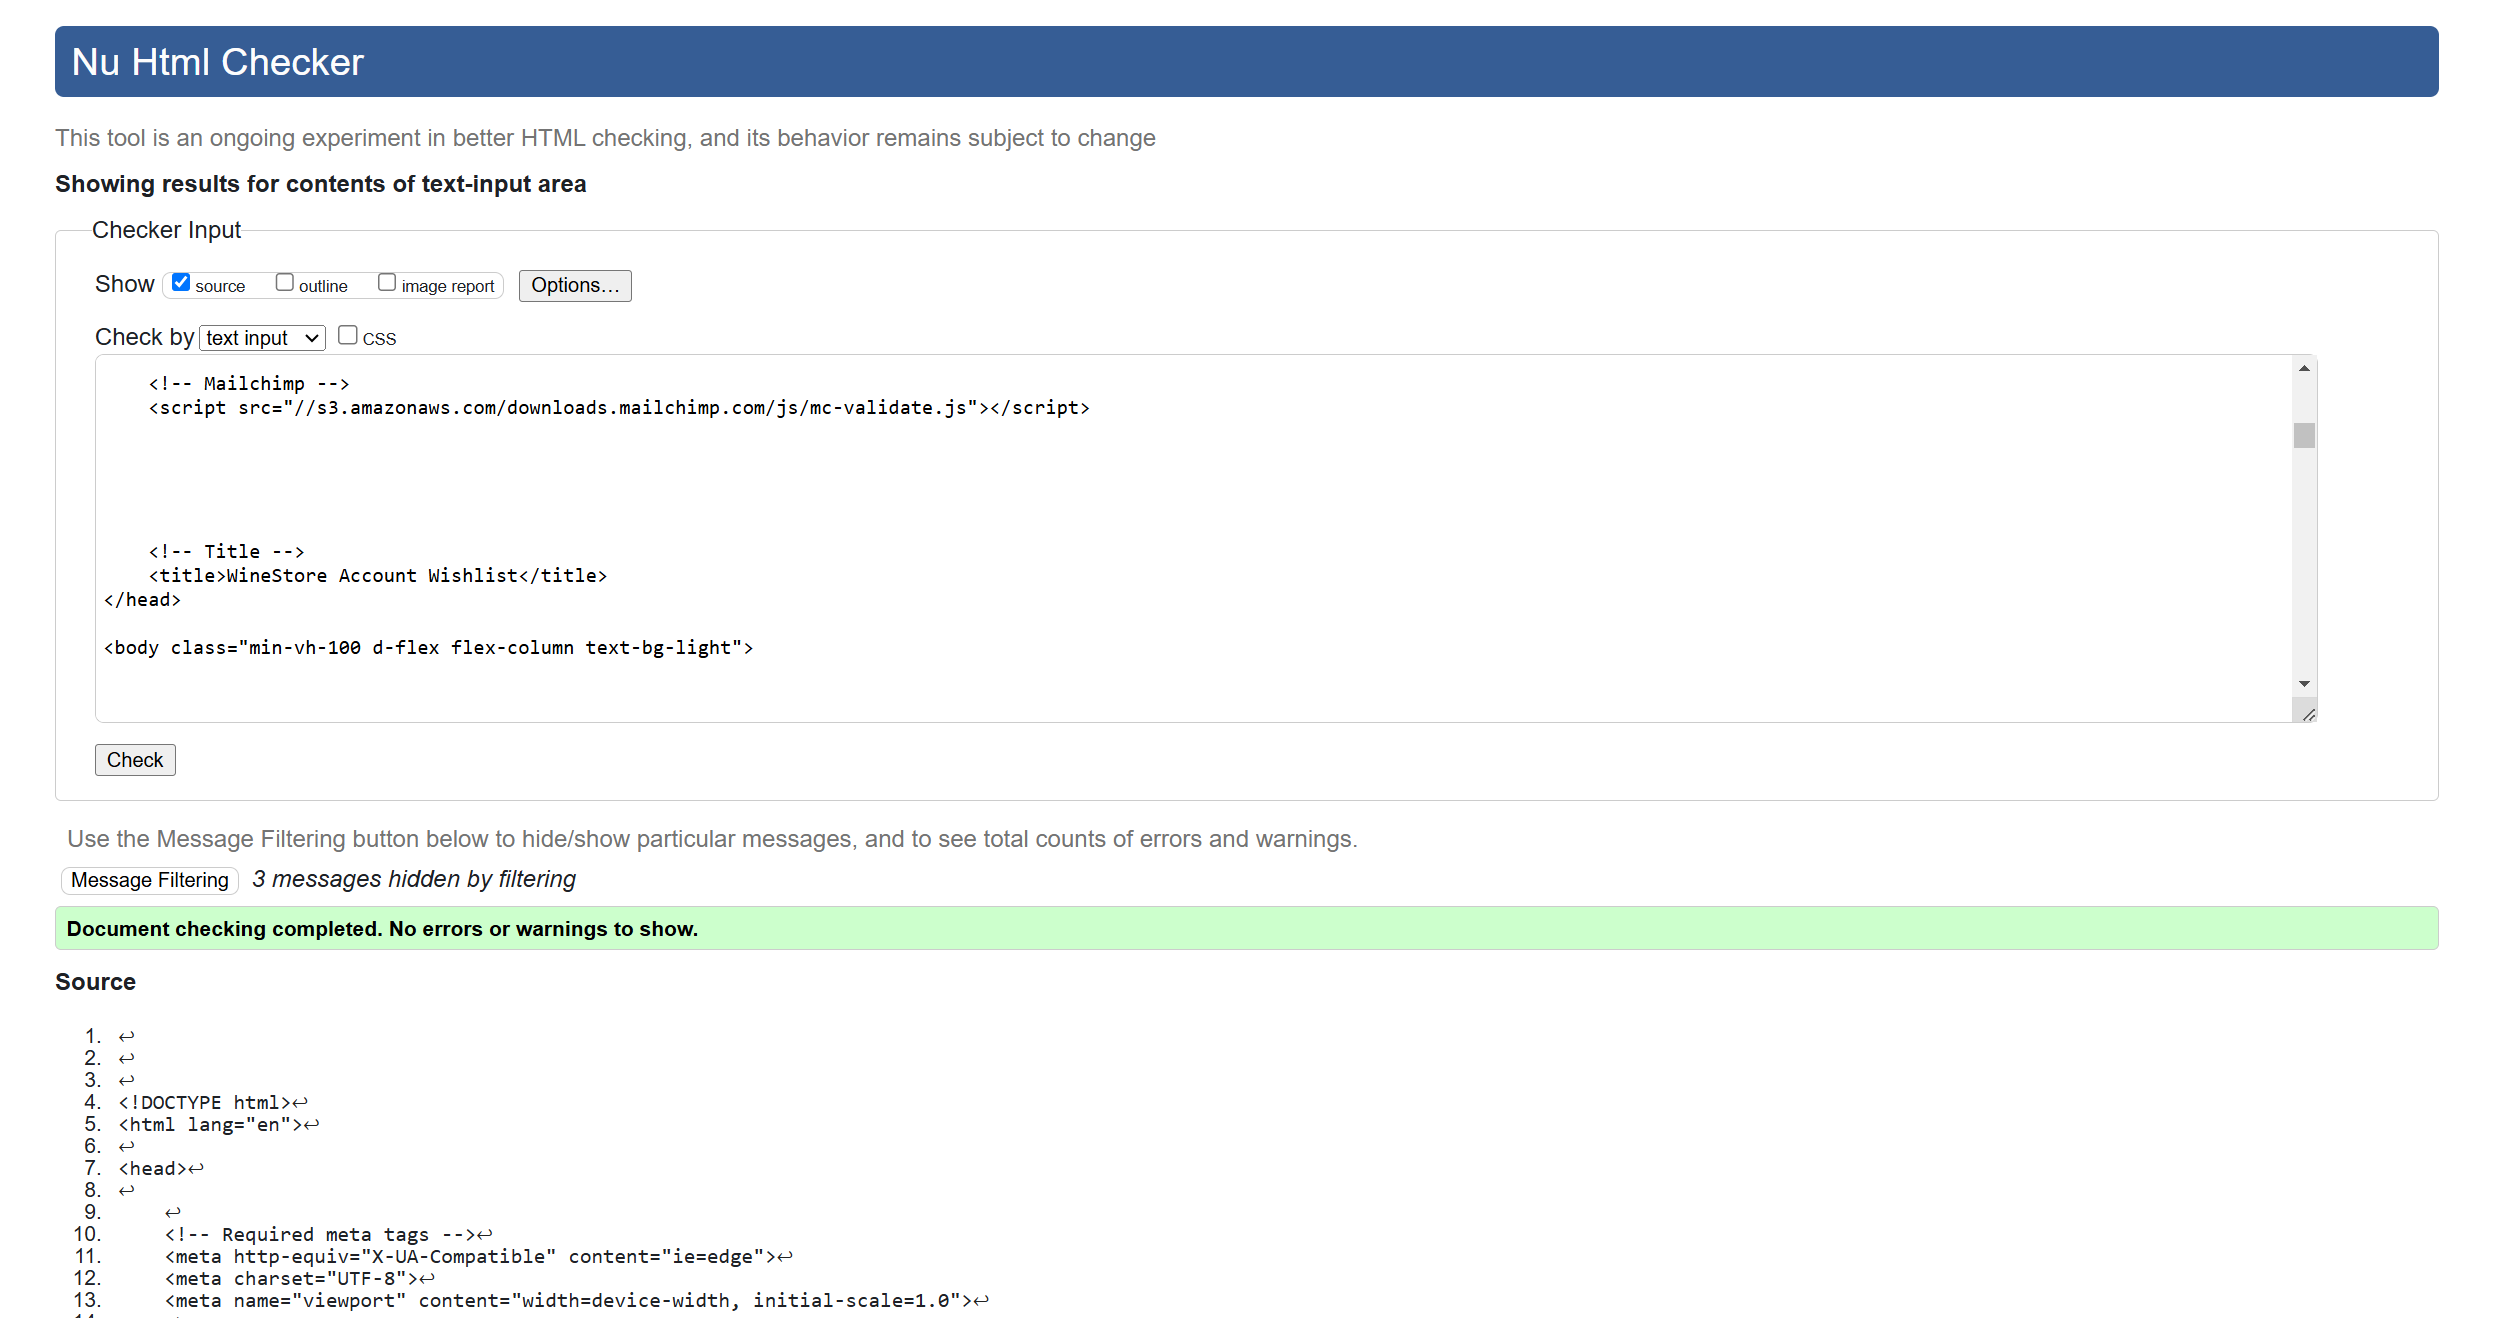 Nu Html Checker
This tool is an ongoing experiment in better HTML checking, and its behavior remains subject to change
Showing results for contents of text-input area
Checker Input
Show source outline image report Options...
Check by text input CSS
<!-- Mailchimp -->
<script src="//s3.amazonaws.com/downloads.mailchimp.com/js/mc-validate.js"></script>
<!-- Title -->
<title>WineStore Account Wishlist</title>
</head>
<body class="min-vh-100 d-flex flex-column text-bg-light">
Check
Use the Message Filtering button below to hide/show particular messages, and to see total counts of errors and warnings.
Message Filtering 3 messages hidden by filtering
Document checking completed. No errors or warnings to show.
Source
1. ↩
2. ↩
3. ↩
4. <!DOCTYPE html>↩
5. <html lang="en">↩
6. ↩
7. <head>↩
8. ↩
9. ↩
10. <!-- Required meta tags -->↩
11. <meta http-equiv="X-UA-Compatible" content="ie=edge">↩
12. <meta charset="UTF-8">↩
13. <meta name="viewport" content="width=device-width, initial-scale=1.0">↩